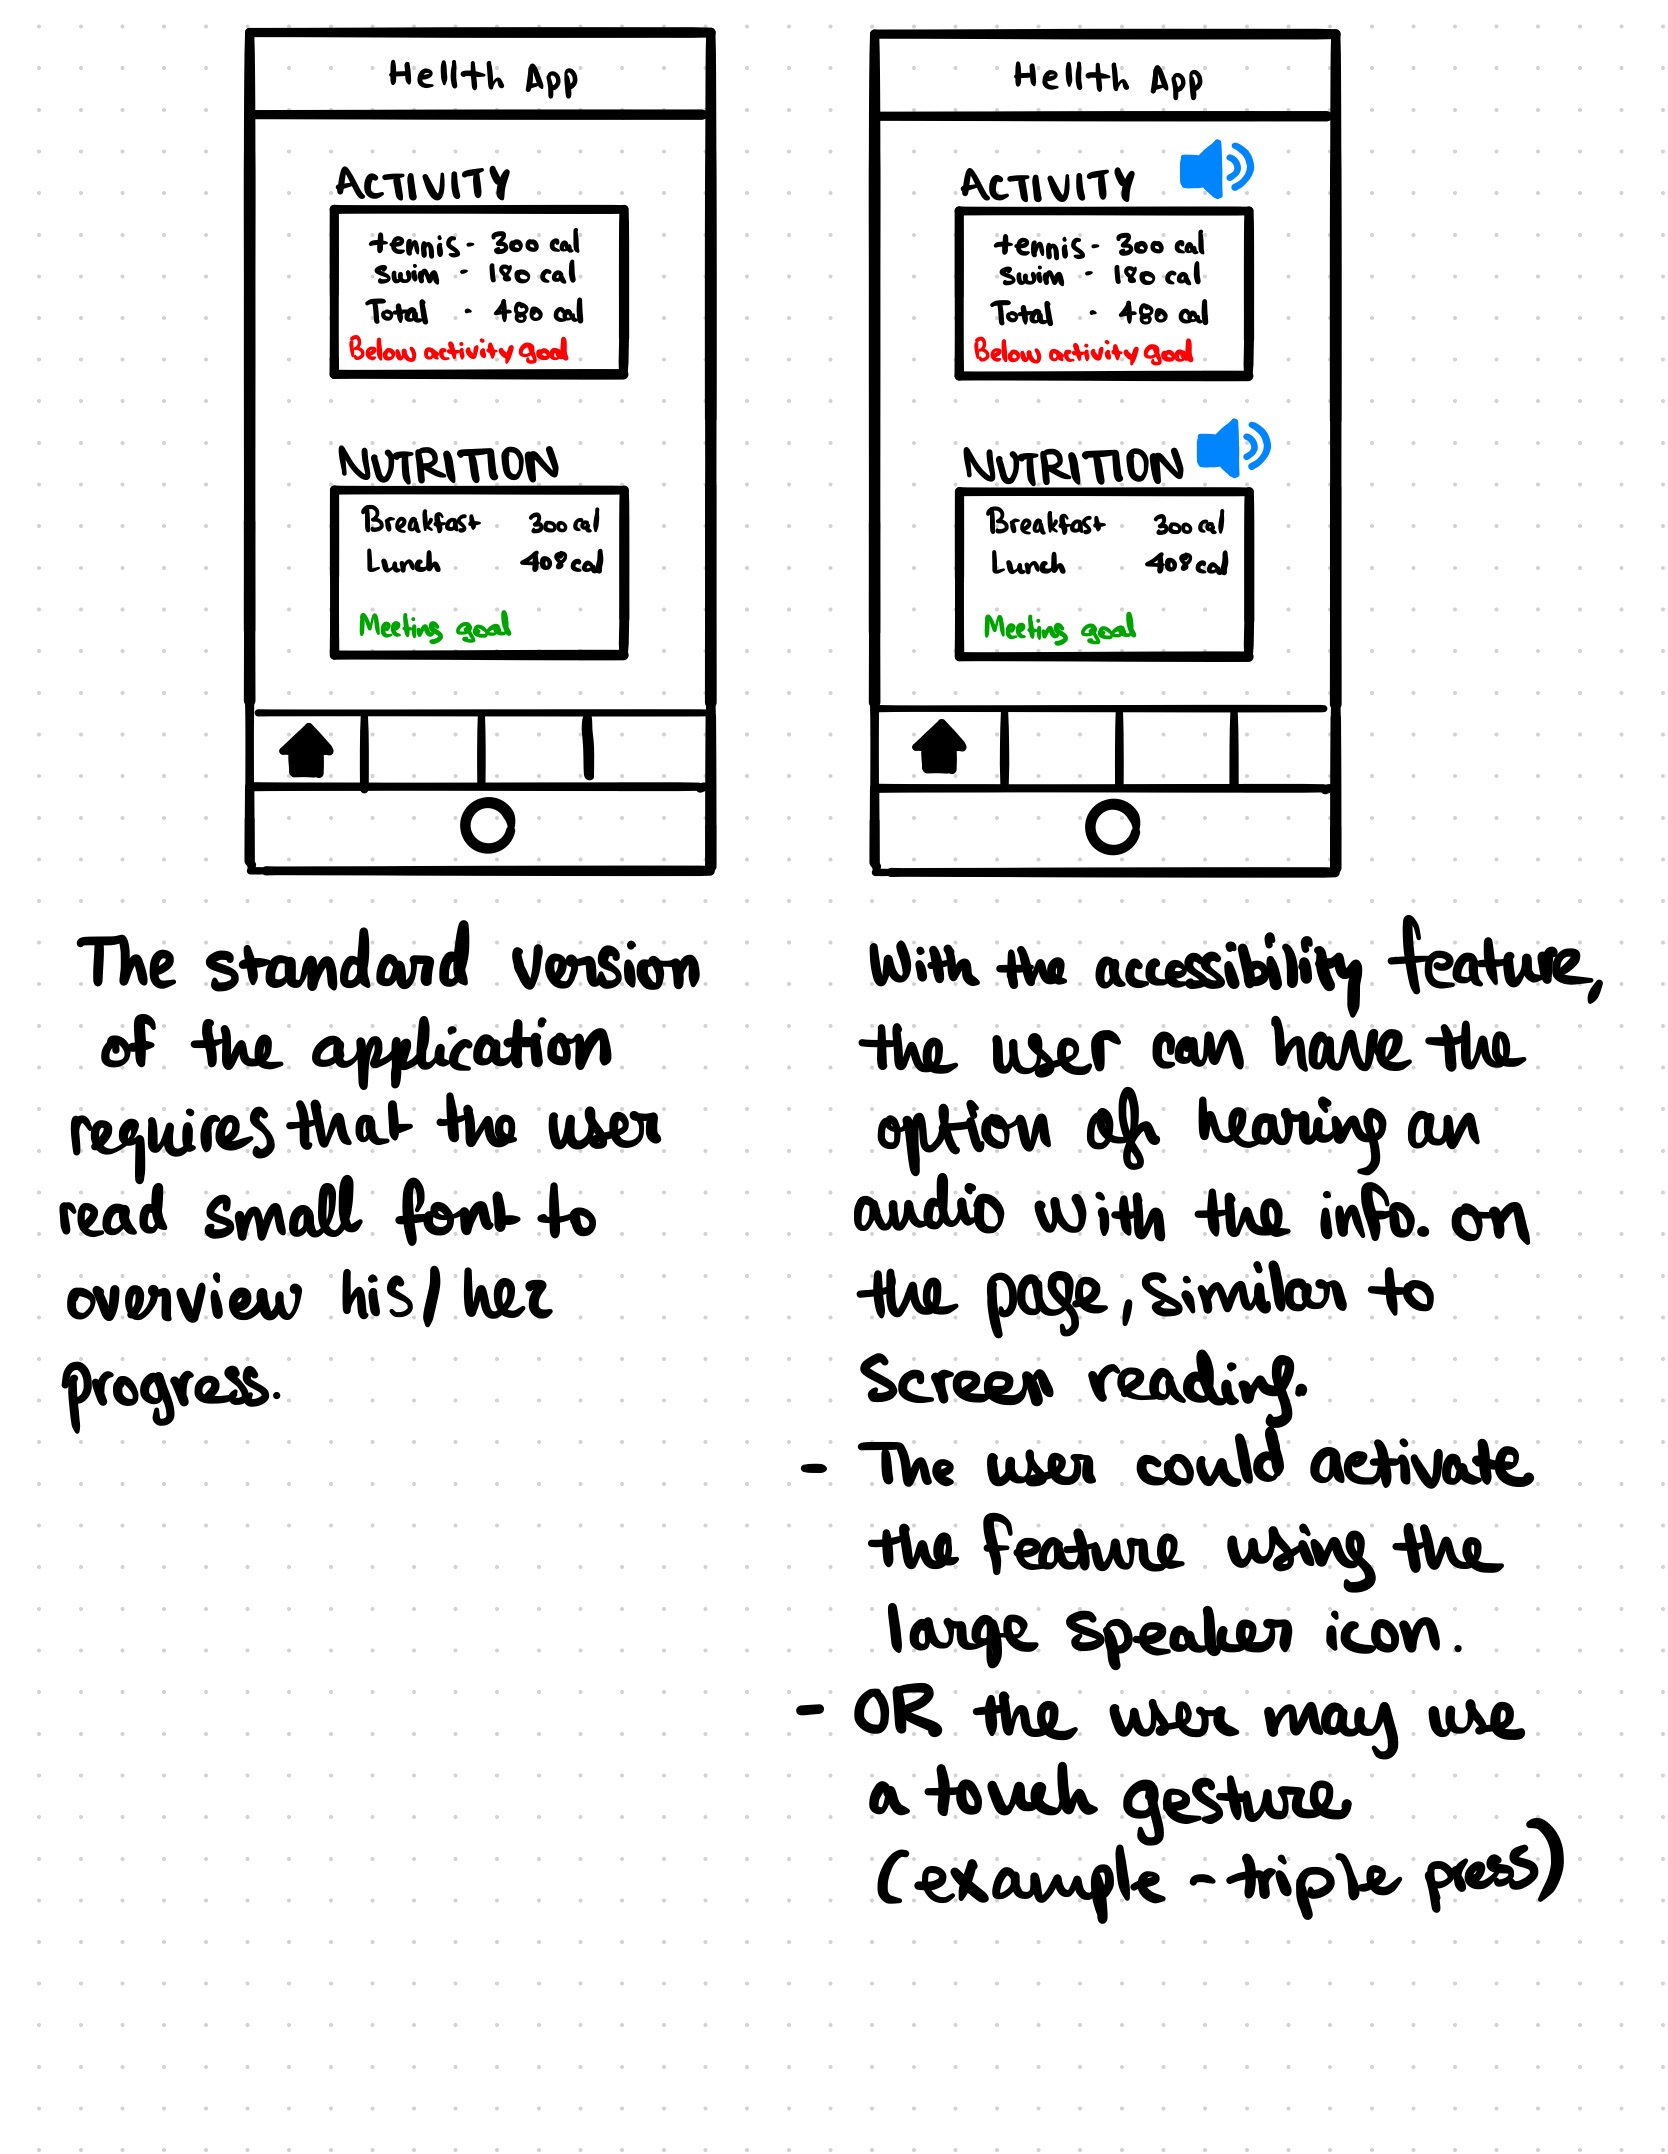 Hellth App
ACTIVITY
tennis - 300 cal
swim - 180 cal
Total - 480 cal
Below activity goal
NUTRITION
Breakfast 300 cal
Lunch 408 cal
Meeting goal
The standard version
of the application
requires that the user
read small font to
overview his/her
progress.
Hellth App
ACTIVITY
tennis - 300 cal
swim - 180 cal
Total - 480 cal
Below activity goal
NUTRITION
Breakfast 300 cal
Lunch 408 cal
Meeting goal
With the accessibility feature,
the user can have the
option of hearing an
audio with the info. on
the page, similar to
screen reading.
- The user could activate
the feature using the
large speaker icon.
- OR the user may use
a touch gesture
(example - triple press)